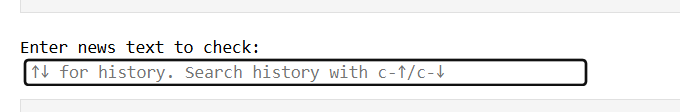 Enter news text to check:
↑↓ for history. Search history with c-↑/c-↓